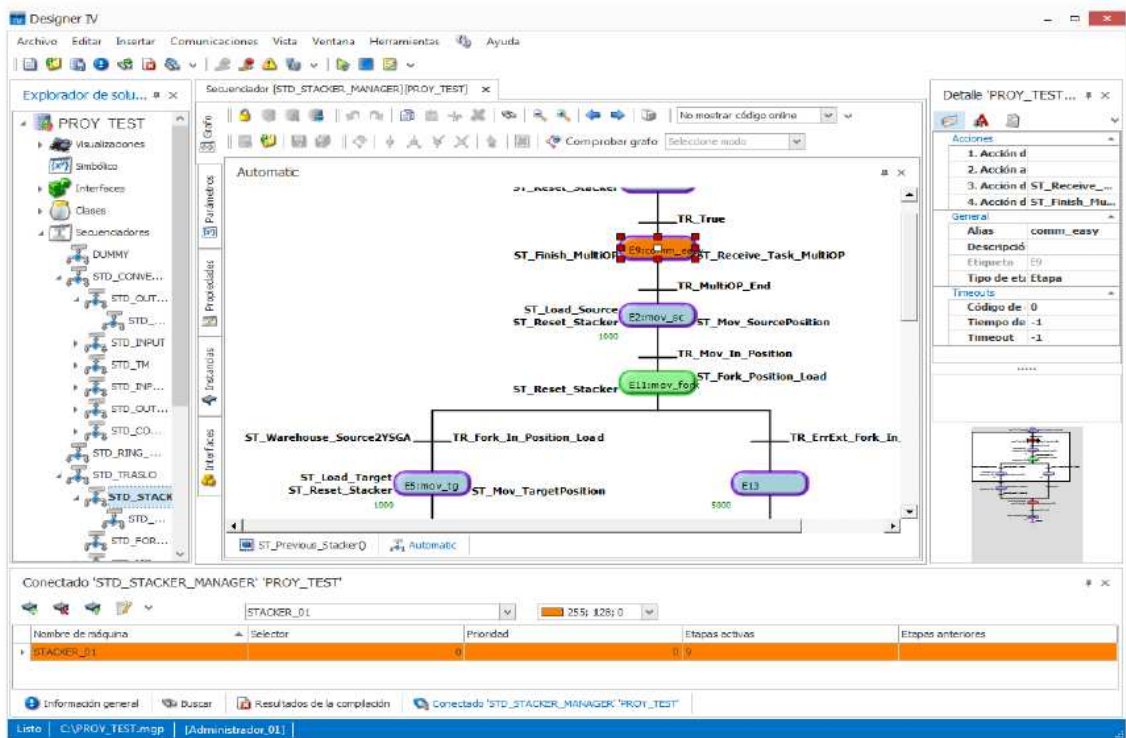 Designer IV
Archivo Editar Insertar Comunicaciones Vista Ventana Herramientas Ayuda
Explorador de solu...
PROY TEST
Visualizaciones
Simbólico
Interfaces
Clases
Secuenciadores
DUMMY
STD_CONVE...
STD_OUT...
STD_...
STD_INPUT
STD_TM
STD_INP...
STD_OUT...
STD_CO...
STD_RING_...
STD_TRASLO
STD_STACK
STD_...
STD_FOR...
Secuenciador [STD_STACKER_MANAGER][PROY_TEST]
Grafo
Parámetros
Propiedades
Instancias
Interfaces
No mostrar código online
Comprobar grafo Seleccione modo
Automatic
ST_Reset_Stacker
TR_True
ST_Finish_MultiOP E9:comm_ea ST_Receive_Task_MultiOP
TR_MultiOP_End
ST_Load_Source
ST_Reset_Stacker E2:mov_sc ST_Mov_SourcePosition
1000
TR_Mov_In_Position
ST_Reset_Stacker E11:mov_fork ST_Fork_Position_Load
ST_Warehouse_Source2YSGA TR_Fork_In_Position_Load TR_ErrExt_Fork_In_
ST_Load_Target
ST_Reset_Stacker E5:mov_tg ST_Mov_TargetPosition E13
1000 5000
ST_Previous_Stacker() Automatic
Detalle 'PROY_TEST...
Acciones
1. Acción d
2. Acción a
3. Acción d ST_Receive_...
4. Acción d ST_Finish_Mu...
General
Alias comm_easy
Descripció
Etiqueta E9
Tipo de eti Etapa
Timeouts
Código de 0
Tiempo de -1
Timeout -1
Conectado 'STD_STACKER_MANAGER' 'PROY_TEST'
STACKER_01 255; 128; 0
Nombre de máquina Selector Prioridad Etapas activas Etapas anteriores
STACKER_01 0 0 9
Información general Buscar Resultados de la compilación Conectado 'STD_STACKER_MANAGER' 'PROY_TEST'
Listo C:\PROY_TEST.mgp [Administrador_01]